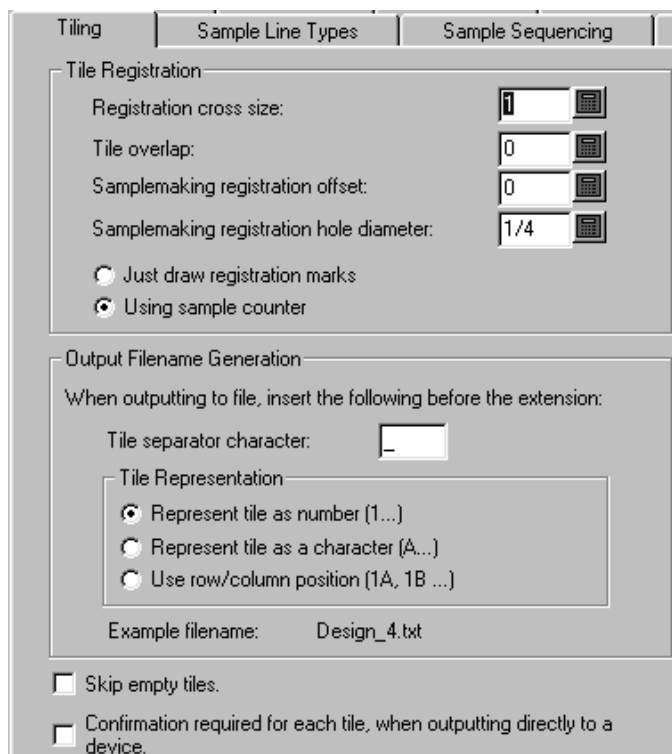 Tiling
Sample Line Types
Sample Sequencing
Tile Registration
Registration cross size: 1
Tile overlap: 0
Samplemaking registration offset: 0
Samplemaking registration hole diameter: 1/4
Just draw registration marks
Using sample counter
Output Filename Generation
When outputting to file, insert the following before the extension:
Tile separator character: _
Tile Representation
Represent tile as number (1...)
Represent tile as a character (A...)
Use row/column position (1A, 1B ...)
Example filename: Design_4.txt
Skip empty tiles.
Confirmation required for each tile, when outputting directly to a
device.